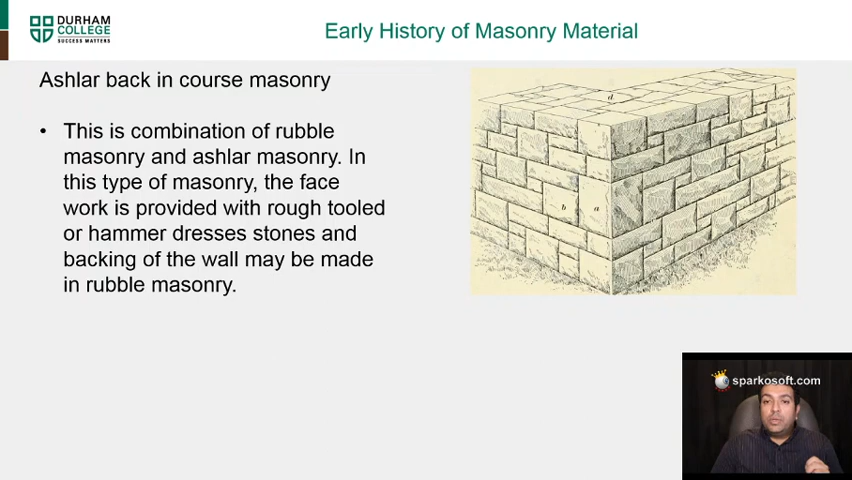 DURHAM
COLLEGE
SUCCESS MATTERS
Early History of Masonry Material
Ashlar back in course masonry
• This is combination of rubble
masonry and ashlar masonry. In
this type of masonry, the face
work is provided with rough tooled
or hammer dresses stones and
backing of the wall may be made
in rubble masonry.
d
b a
sparkosoft.com